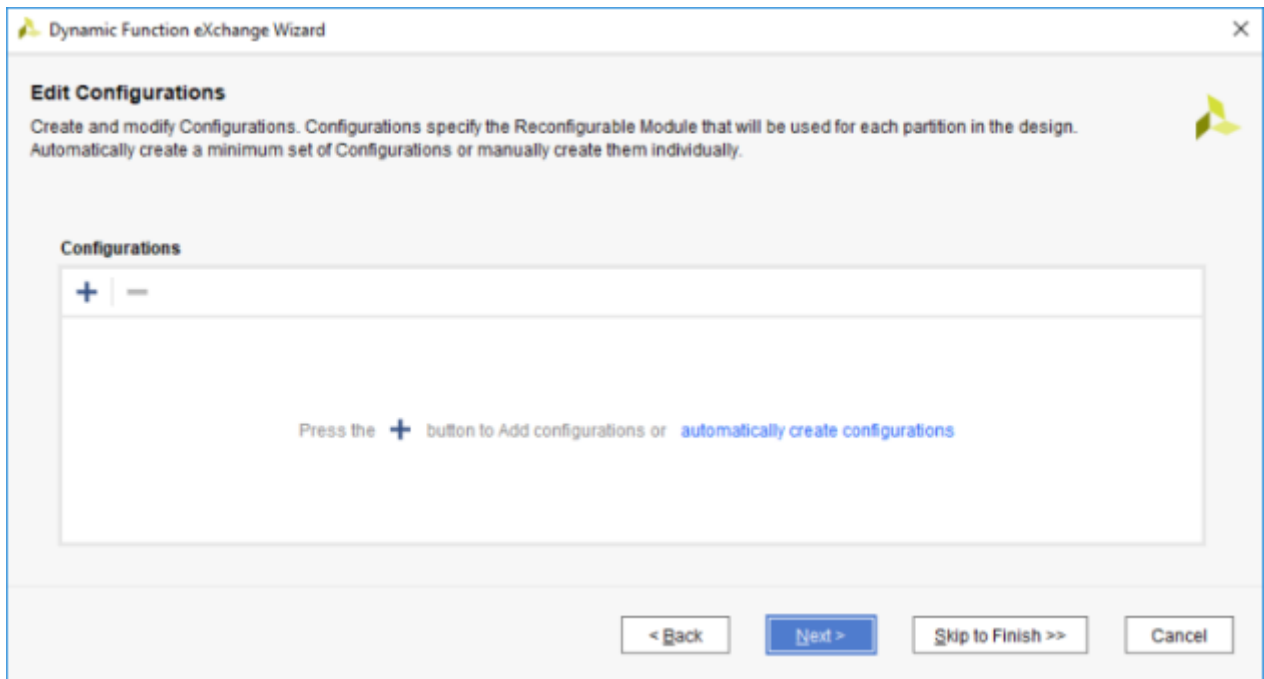 Dynamic Function eXchange Wizard
Edit Configurations
Create and modify Configurations. Configurations specify the Reconfigurable Module that will be used for each partition in the design.
Automatically create a minimum set of Configurations or manually create them individually.
Configurations
Press the + button to Add configurations or automatically create configurations
< Back Next > Skip to Finish >> Cancel